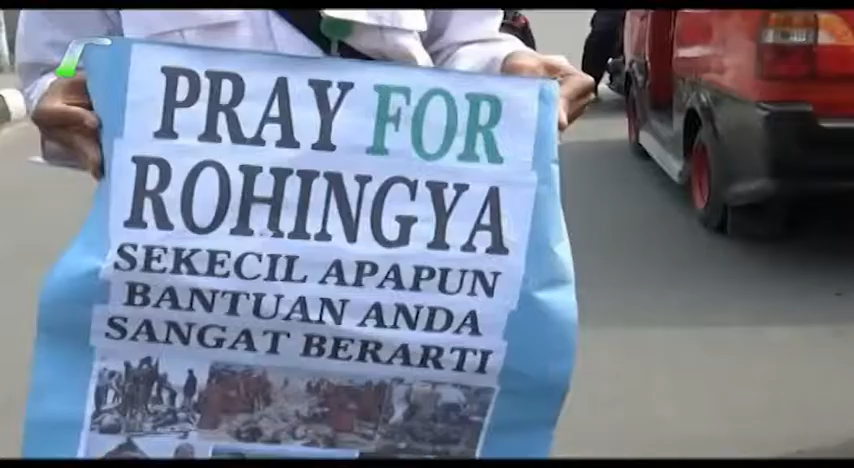 PRAY FOR
ROHINGYA
SEKECIL APAPUN
BANTUAN ANDA
SANGAT BERARTI